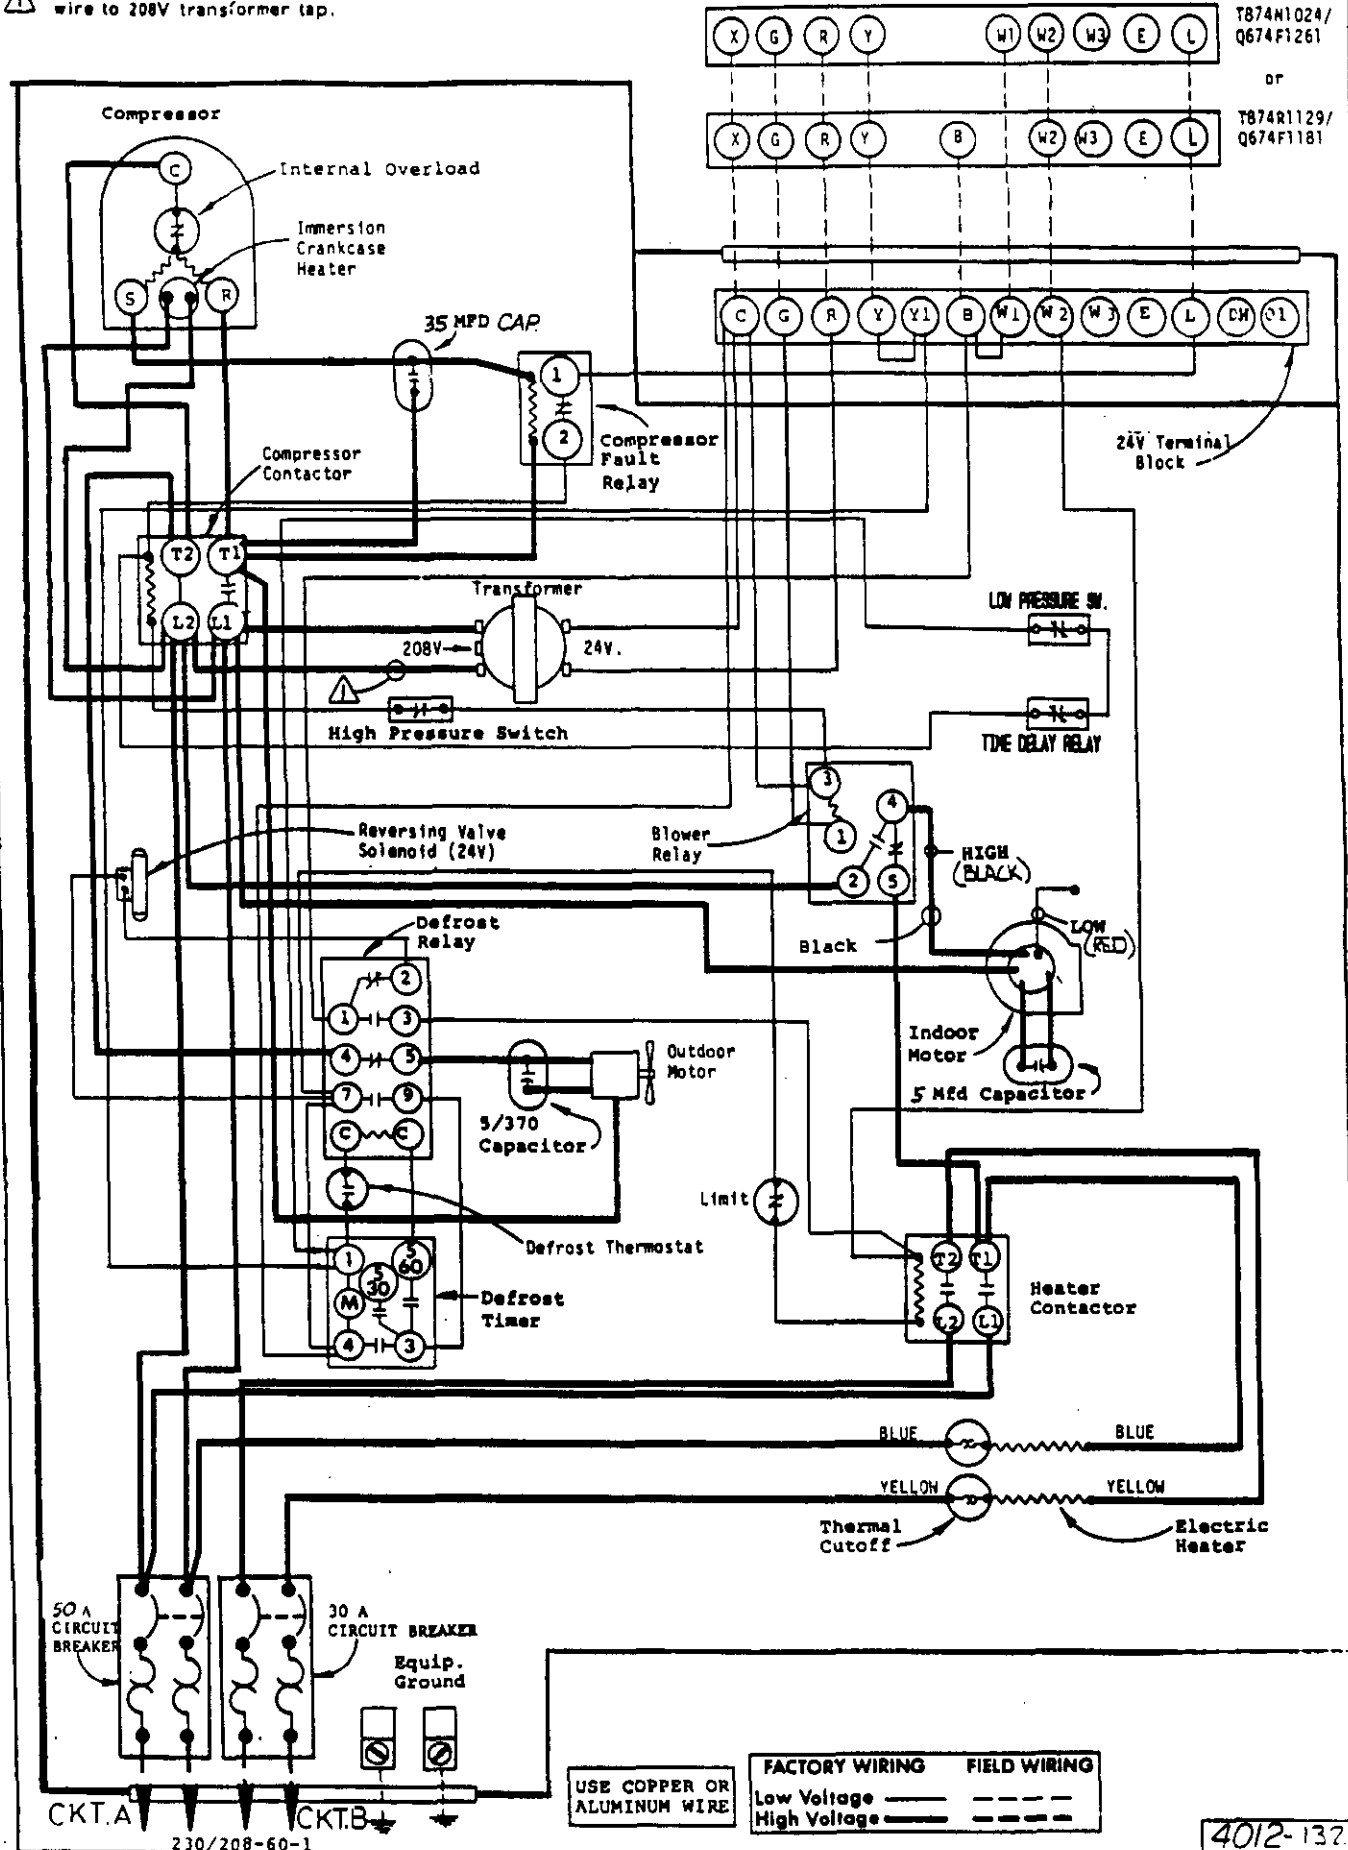 wire to 208V transformer tap.
X G R Y W1 W2 W3 E L
T874N1024/
Q674F1261
or
X G R Y B W2 W3 E L
T874R1129/
Q674F1181
Compressor
C
Internal Overload
Immersion
Crankcase
Heater
S R
C G R Y Y1 B W1 W2 W3 E L DH O1
24V Terminal
Block
35 MFD CAP.
1
2
Compressor
Fault
Relay
Compressor
Contactor
T2 T1
L2 L1
Transformer
208V
24V.
1
High Pressure Switch
LOW PRESSURE SW.
TIME DELAY RELAY
Reversing Valve
Solenoid (24V)
Blower
Relay
3
4
1
2 5
HIGH
(BLACK)
Black
LOW
(RED)
Indoor
Motor
5 Mfd Capacitor
Defrost
Relay
2
1 3
4 5
7 9
C C
Outdoor
Motor
5/370
Capacitor
Defrost Thermostat
Limit
1
5
60
5
30
M
4 3
Defrost
Timer
T2 T1
L2 L1
Heater
Contactor
BLUE BLUE
YELLOW YELLOW
Thermal
Cutoff
Electric
Heater
50 A
CIRCUIT
BREAKER
30 A
CIRCUIT BREAKER
Equip.
Ground
CKT.A
CKT.B
230/208-60-1
USE COPPER OR
ALUMINUM WIRE
FACTORY WIRING FIELD WIRING
Low Voltage
High Voltage
4012-137